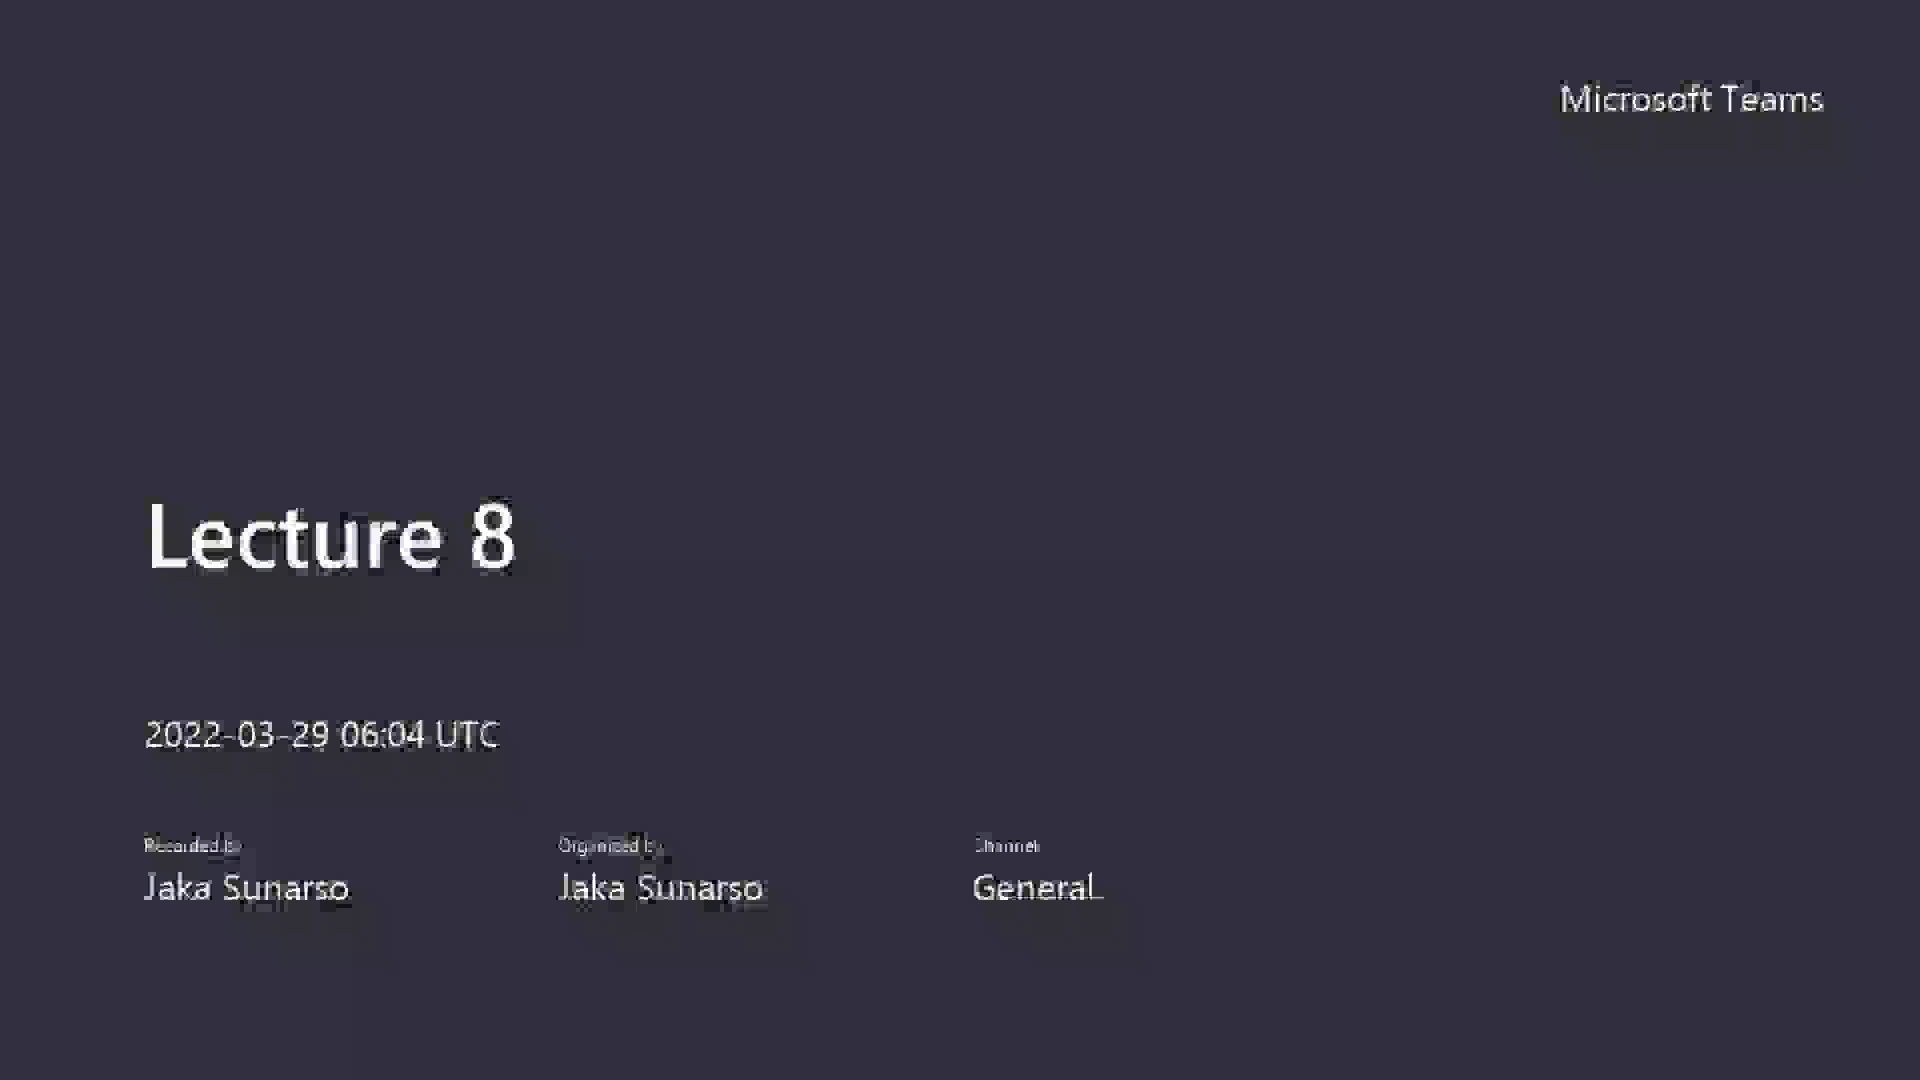 Microsoft Teams
Lecture 8
2022-03-29 06:04 UTC
Recorded by
Organized by
Channel
Jaka Sunarso
Jaka Sunarso
General